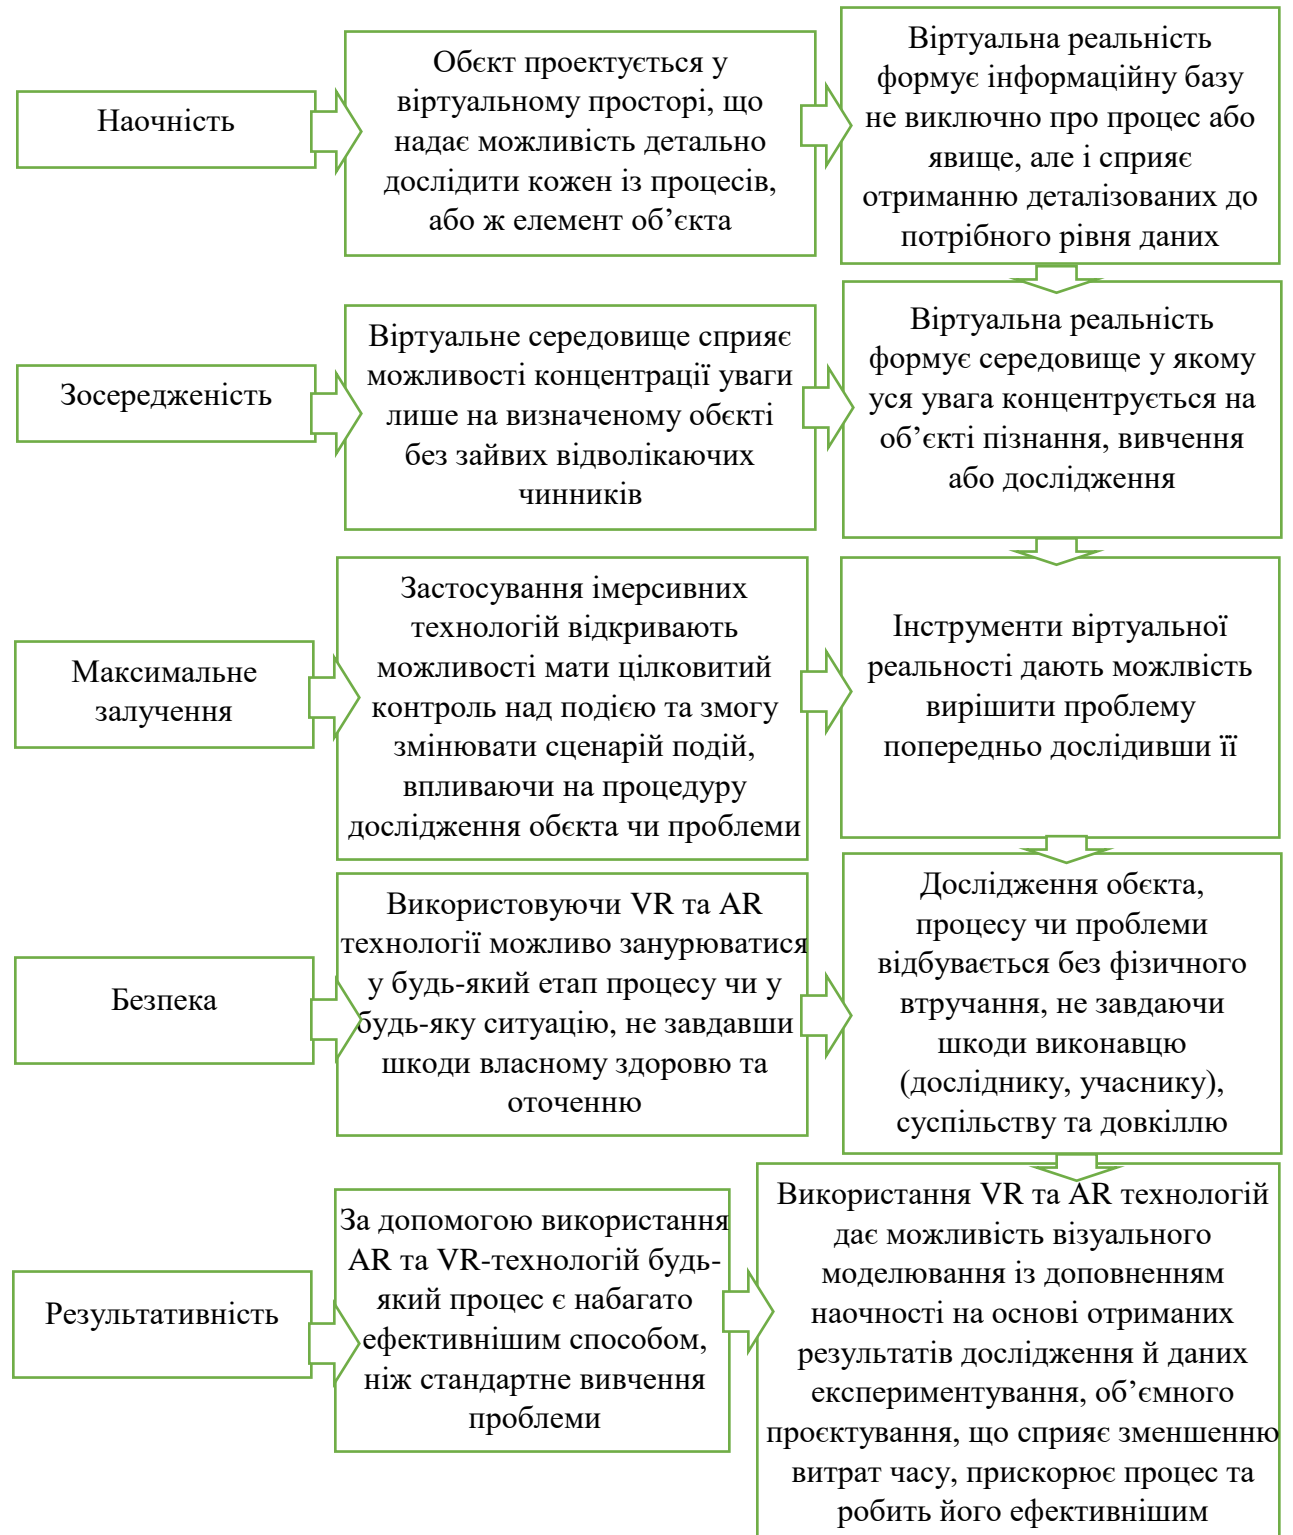 Наочність
Обєкт проектується у
віртуальному просторі, що
надає можливість детально
дослідити кожен із процесів,
або ж елемент об’єкта
Віртуальна реальність
формує інформаційну базу
не виключно про процес або
явище, але і сприяє
отриманню деталізованих до
потрібного рівня даних
Зосередженість
Віртуальне середовище сприяє
можливості концентрації уваги
лише на визначеному обєкті
без зайвих відволікаючих
чинників
Віртуальна реальність
формує середовище у якому
уся увага концентрується на
об’єкті пізнання, вивчення
або дослідження
Максимальне
залучення
Застосування імерсивних
технологій відкривають
можливості мати цілковитий
контроль над подією та змогу
змінювати сценарій подій,
впливаючи на процедуру
дослідження обєкта чи проблеми
Інструменти віртуальної
реальності дають можлвість
вирішити проблему
попередньо дослідивши її
Безпека
Використовуючи VR та AR
технології можливо занурюватися
у будь-який етап процесу чи у
будь-яку ситуацію, не завдавши
шкоди власному здоровю та
оточенню
Дослідження обєкта,
процесу чи проблеми
відбувається без фізичного
втручання, не завдаючи
шкоди виконавцю
(досліднику, учаснику),
суспільству та довкіллю
Результативність
За допомогою використання
AR та VR-технологій будь-
який процес є набагато
ефективнішим способом,
ніж стандартне вивчення
проблеми
Використання VR та AR технологій
дає можливість візуального
моделювання із доповненням
наочності на основі отриманих
результатів дослідження й даних
експериментування, об’ємного
проєктування, що сприяє зменшенню
витрат часу, прискорює процес та
робить його ефективнішим